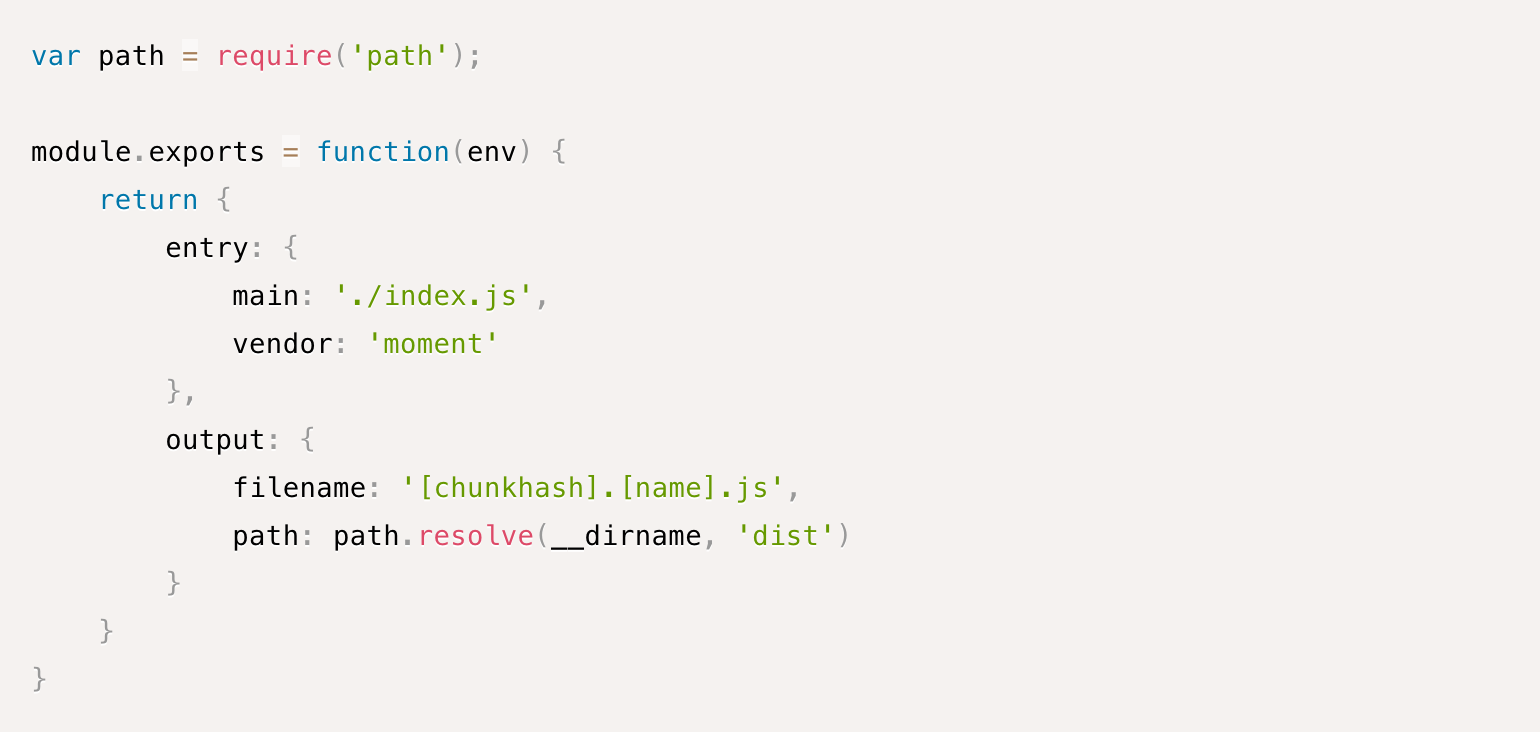 var path = require('path');

module.exports = function(env) {
    return {
        entry: {
            main: './index.js',
            vendor: 'moment'
        },
        output: {
            filename: '[chunkhash].[name].js',
            path: path.resolve(__dirname, 'dist')
        }
    }
}